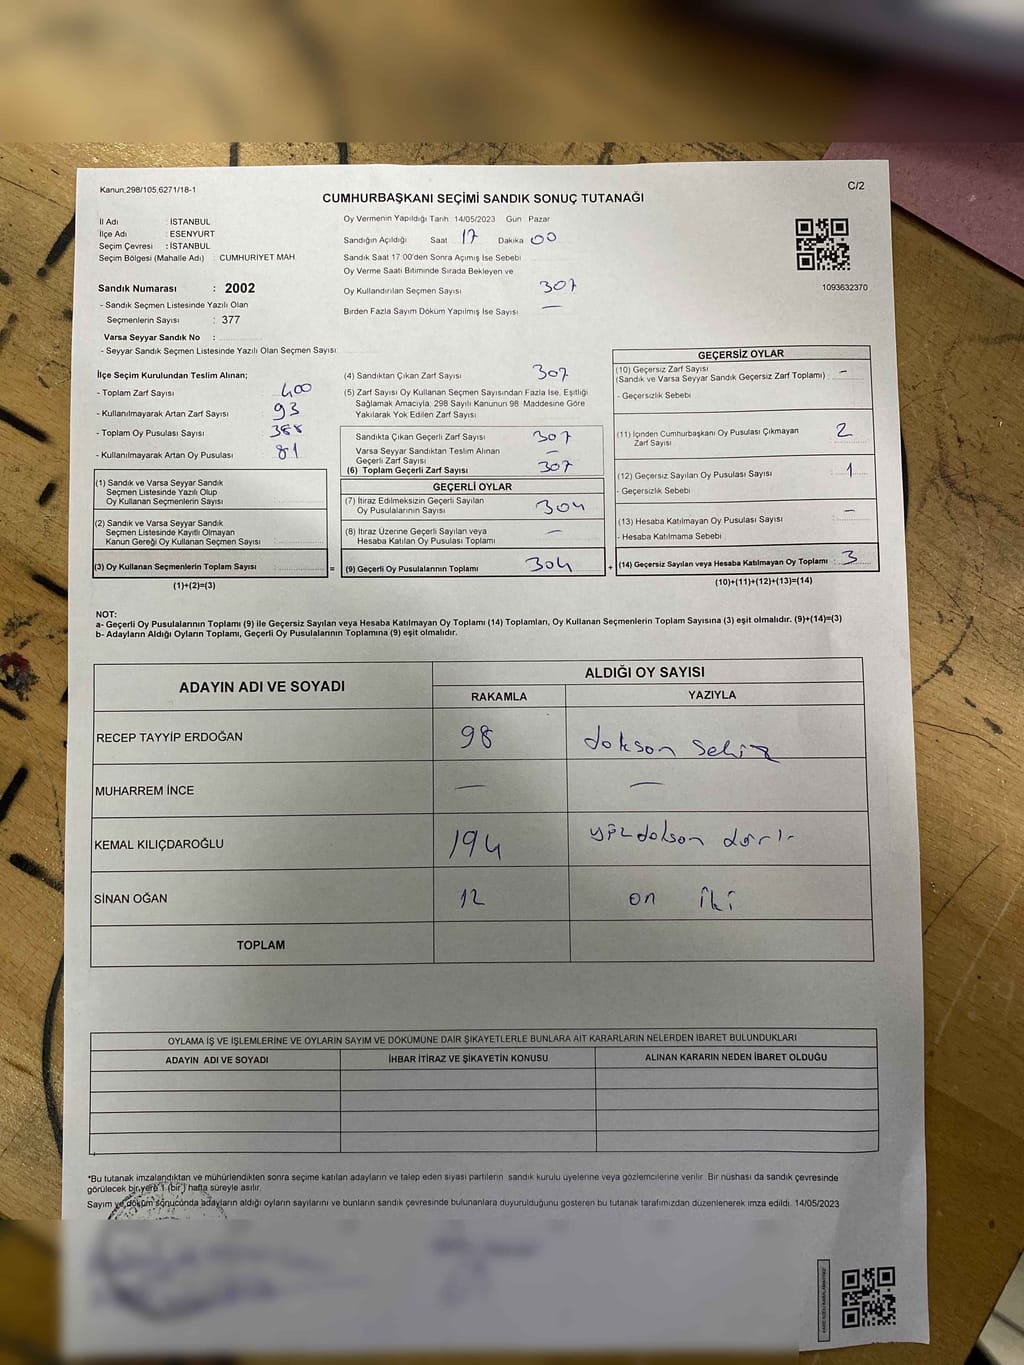 Kanun,298/105,6271/18-1
C/2
CUMHURBAŞKANI SEÇİMİ SANDIK SONUÇ TUTANAĞI
İl Adı : İSTANBUL
İlçe Adı : ESENYURT
Seçim Çevresi : İSTANBUL
Seçim Bölgesi (Mahalle Adı) : CUMHURİYET MAH
Sandık Numarası : 2002
- Sandık Seçmen Listesinde Yazılı Olan
Seçmenlerin Sayısı : 377
Varsa Seyyar Sandık No :
- Seyyar Sandık Seçmen Listesinde Yazılı Olan Seçmen Sayısı:
Oy Vermenin Yapıldığı Tarih: 14/05/2023 Gün Pazar
Sandığın Açıldığı Saat 17 Dakika 00
Sandık Saat 17.00'den Sonra Açılmış İse Sebebi
Oy Verme Saati Bitiminde Sırada Bekleyen ve
Oy Kullandırılan Seçmen Sayısı 307
Birden Fazla Sayım Döküm Yapılmış İse Sayısı —
1093632370
İlçe Seçim Kurulundan Teslim Alınan;
- Toplam Zarf Sayısı 400
- Kullanılmayarak Artan Zarf Sayısı 93
- Toplam Oy Pusulası Sayısı 388
- Kullanılmayarak Artan Oy Pusulası 81
(1) Sandık ve Varsa Seyyar Sandık
Seçmen Listesinde Yazılı Olup
Oy Kullanan Seçmenlerin Sayısı :
(2) Sandık ve Varsa Seyyar Sandık
Seçmen Listesinde Kayıtlı Olmayan
Kanun Gereği Oy Kullanan Seçmen Sayısı :
(3) Oy Kullanan Seçmenlerin Toplam Sayısı : =
(1)+(2)=(3)
(4) Sandıktan Çıkan Zarf Sayısı 307
(5) Zarf Sayısı Oy Kullanan Seçmen Sayısından Fazla İse, Eşitliği
Sağlamak Amacıyla, 298 Sayılı Kanunun 98. Maddesine Göre
Yakılarak Yok Edilen Zarf Sayısı
Sandıkta Çıkan Geçerli Zarf Sayısı 307
Varsa Seyyar Sandıktan Teslim Alınan
Geçerli Zarf Sayısı —
(6) Toplam Geçerli Zarf Sayısı 307
GEÇERLİ OYLAR
(7) İtiraz Edilmeksizin Geçerli Sayılan
Oy Pusulalarının Sayısı : 304
(8) İtiraz Üzerine Geçerli Sayılan veya
Hesaba Katılan Oy Pusulası Toplamı —
(9) Geçerli Oy Pusulalarının Toplamı 304 +
GEÇERSİZ OYLAR
(10) Geçersiz Zarf Sayısı
(Sandık ve Varsa Seyyar Sandık Geçersiz Zarf Toplamı) : -
- Geçersizlik Sebebi
(11) İçinden Cumhurbaşkanı Oy Pusulası Çıkmayan
Zarf Sayısı 2
(12) Geçersiz Sayılan Oy Pusulası Sayısı : 1
- Geçersizlik Sebebi
(13) Hesaba Katılmayan Oy Pusulası Sayısı : -
- Hesaba Katılmama Sebebi :
(14) Geçersiz Sayılan veya Hesaba Katılmayan Oy Toplamı : 3
(10)+(11)+(12)+(13)=(14)
NOT:
a- Geçerli Oy Pusulalarının Toplamı (9) ile Geçersiz Sayılan veya Hesaba Katılmayan Oy Toplamı (14) Toplamları, Oy Kullanan Seçmenlerin Toplam Sayısına (3) eşit olmalıdır. (9)+(14)=(3)
b- Adayların Aldığı Oyların Toplamı, Geçerli Oy Pusulalarının Toplamına (9) eşit olmalıdır.
ADAYIN ADI VE SOYADI
ALDIĞI OY SAYISI
RAKAMLA YAZIYLA
RECEP TAYYİP ERDOĞAN 98 dokson sekiz
MUHARREM İNCE — —
KEMAL KILIÇDAROĞLU 194 yüzdokson dört
SİNAN OĞAN 12 on iki
TOPLAM
OYLAMA İŞ VE İŞLEMLERİNE VE OYLARIN SAYIM VE DÖKÜMÜNE DAİR ŞİKAYETLERLE BUNLARA AİT KARARLARIN NELERDEN İBARET BULUNDUKLARI
ADAYIN ADI VE SOYADI İHBAR İTİRAZ VE ŞİKAYETİN KONUSU ALINAN KARARIN NEDEN İBARET OLDUĞU
*Bu tutanak imzalandıktan ve mühürlendikten sonra seçime katılan adayların ve talep eden siyasi partilerin sandık kurulu üyelerine veya gözlemcilerine verilir. Bir nüshası da sandık çevresinde
görülecek bir yere 1 (bir) hafta süreyle asılır.
Sayım ve döküm sonucunda adayların aldığı oyların sayılarını ve bunların sandık çevresinde bulunanlara duyurulduğunu gösteren bu tutanak tarafımızdan düzenlenerek imza edildi. 14/05/2023